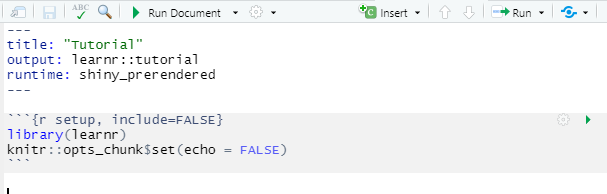 ABC Run Document Insert Run
---
title: "Tutorial"
output: learnr::tutorial
runtime: shiny_prerendered
---
```{r setup, include=FALSE}
library(learnr)
knitr::opts_chunk$set(echo = FALSE)
```